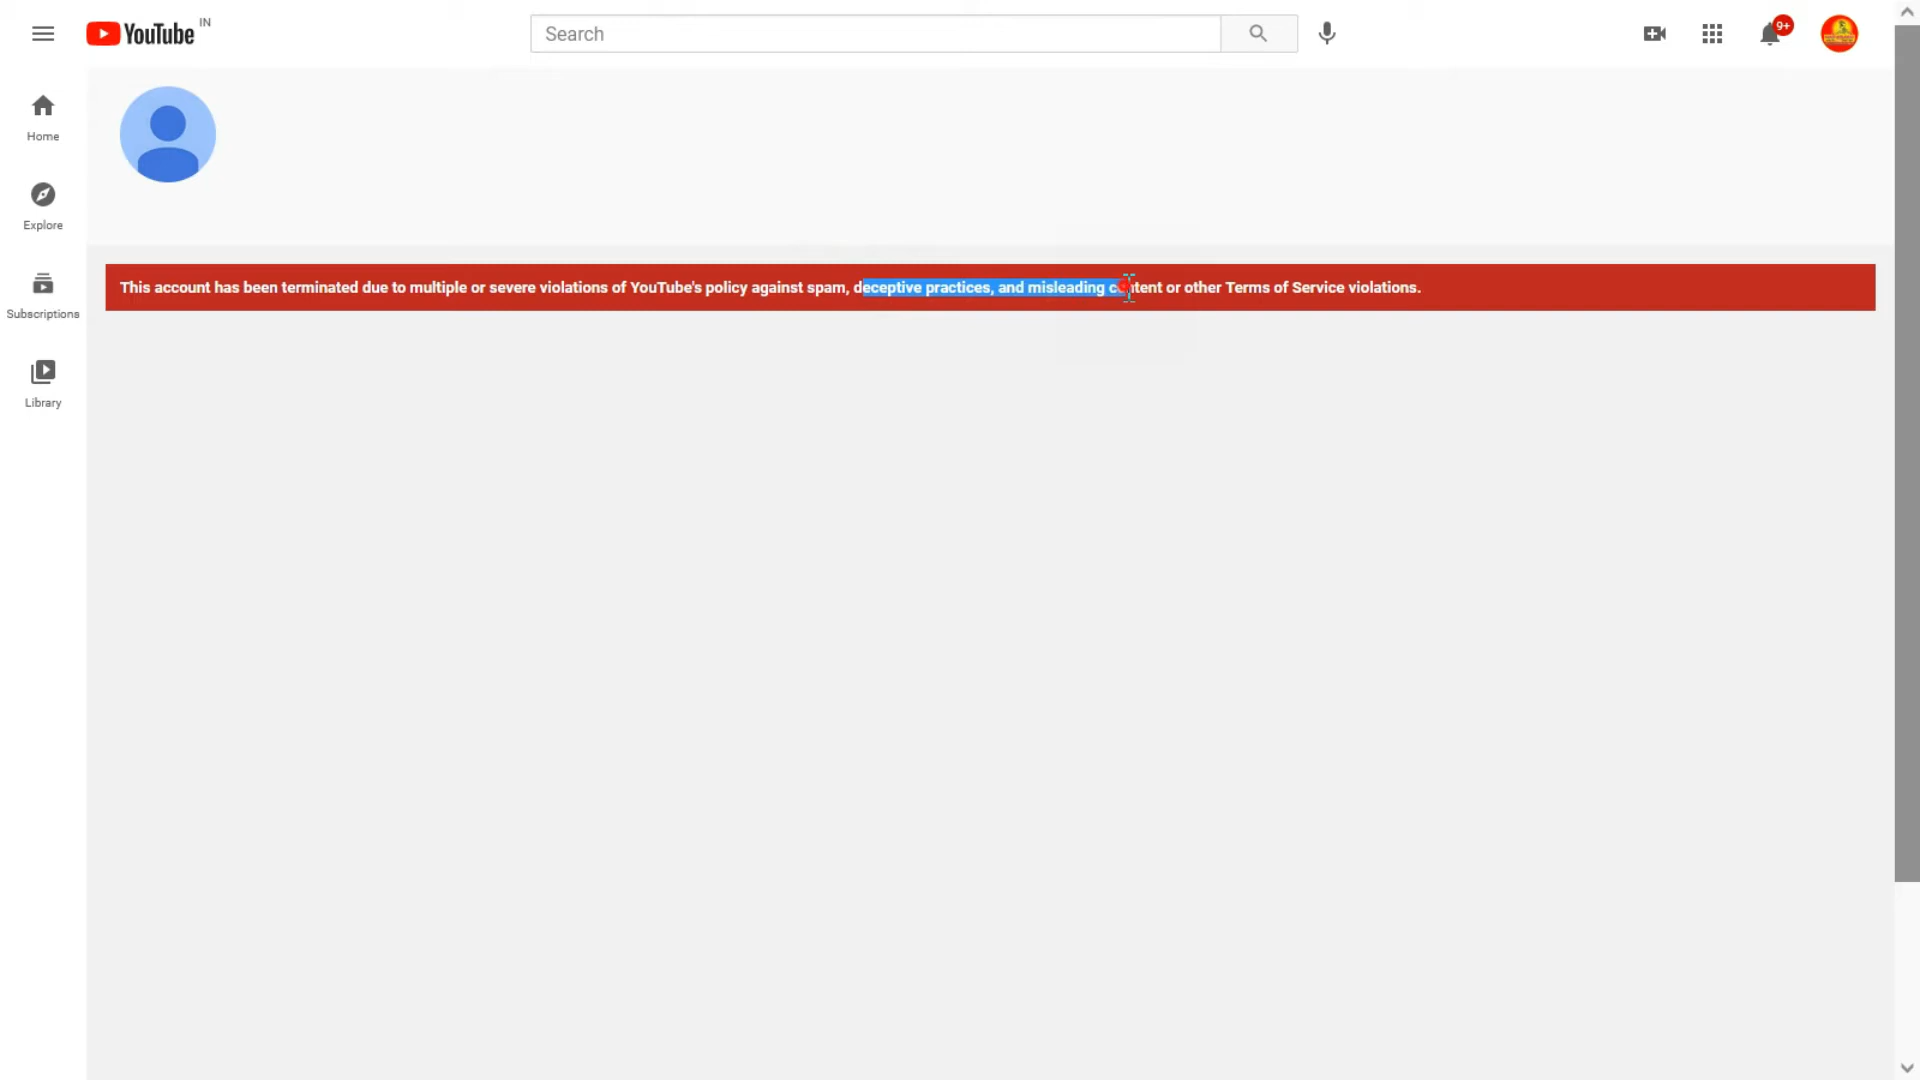 YouTube IN
Search
9+
Home
Explore
This account has been terminated due to multiple or severe violations of YouTube's policy against spam, deceptive practices, and misleading content or other Terms of Service violations.
Subscriptions
Library